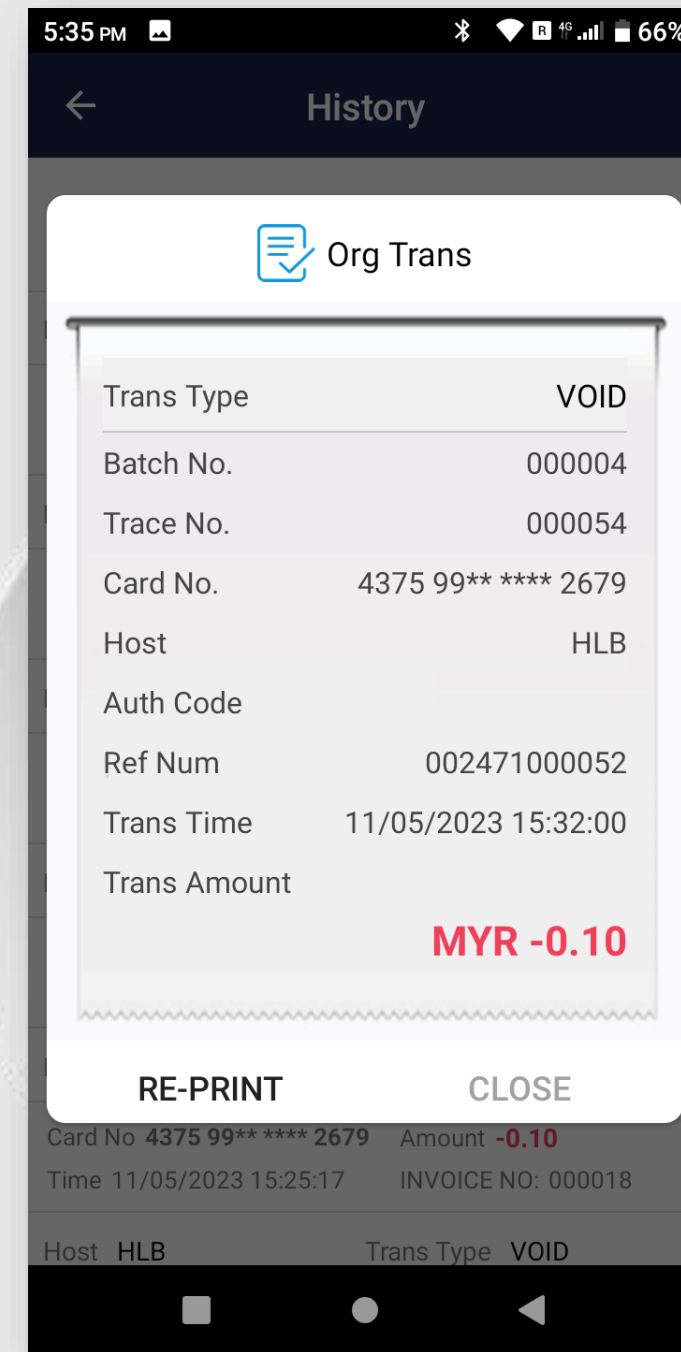 5:35 PM R 4G 66%
History
Org Trans
Trans Type VOID
Batch No. 000004
Trace No. 000054
Card No. 4375 99** **** 2679
Host HLB
Auth Code
Ref Num 002471000052
Trans Time 11/05/2023 15:32:00
Trans Amount
MYR -0.10
RE-PRINT CLOSE
Card No 4375 99** **** 2679 Amount -0.10
Time 11/05/2023 15:25:17 INVOICE NO: 000018
Host HLB Trans Type VOID